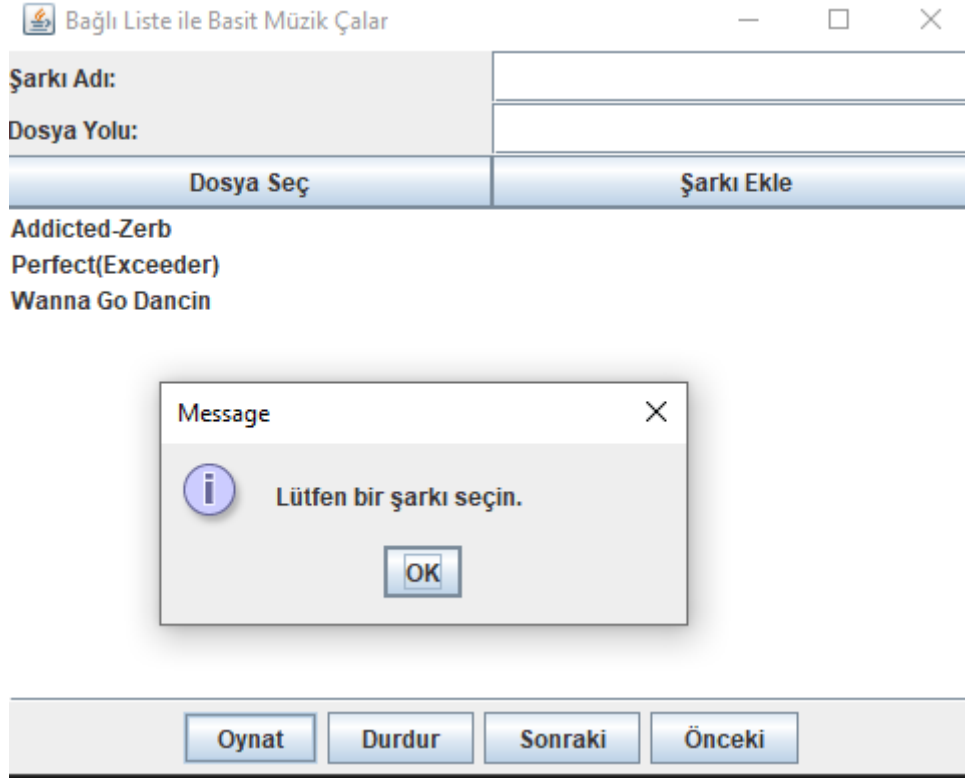 Bağlı Liste ile Basit Müzik Çalar
Şarkı Adı:
Dosya Yolu:
Dosya Seç
Şarkı Ekle
Addicted-Zerb
Perfect(Exceeder)
Wanna Go Dancin
Message
Lütfen bir şarkı seçin.
OK
Oynat
Durdur
Sonraki
Önceki